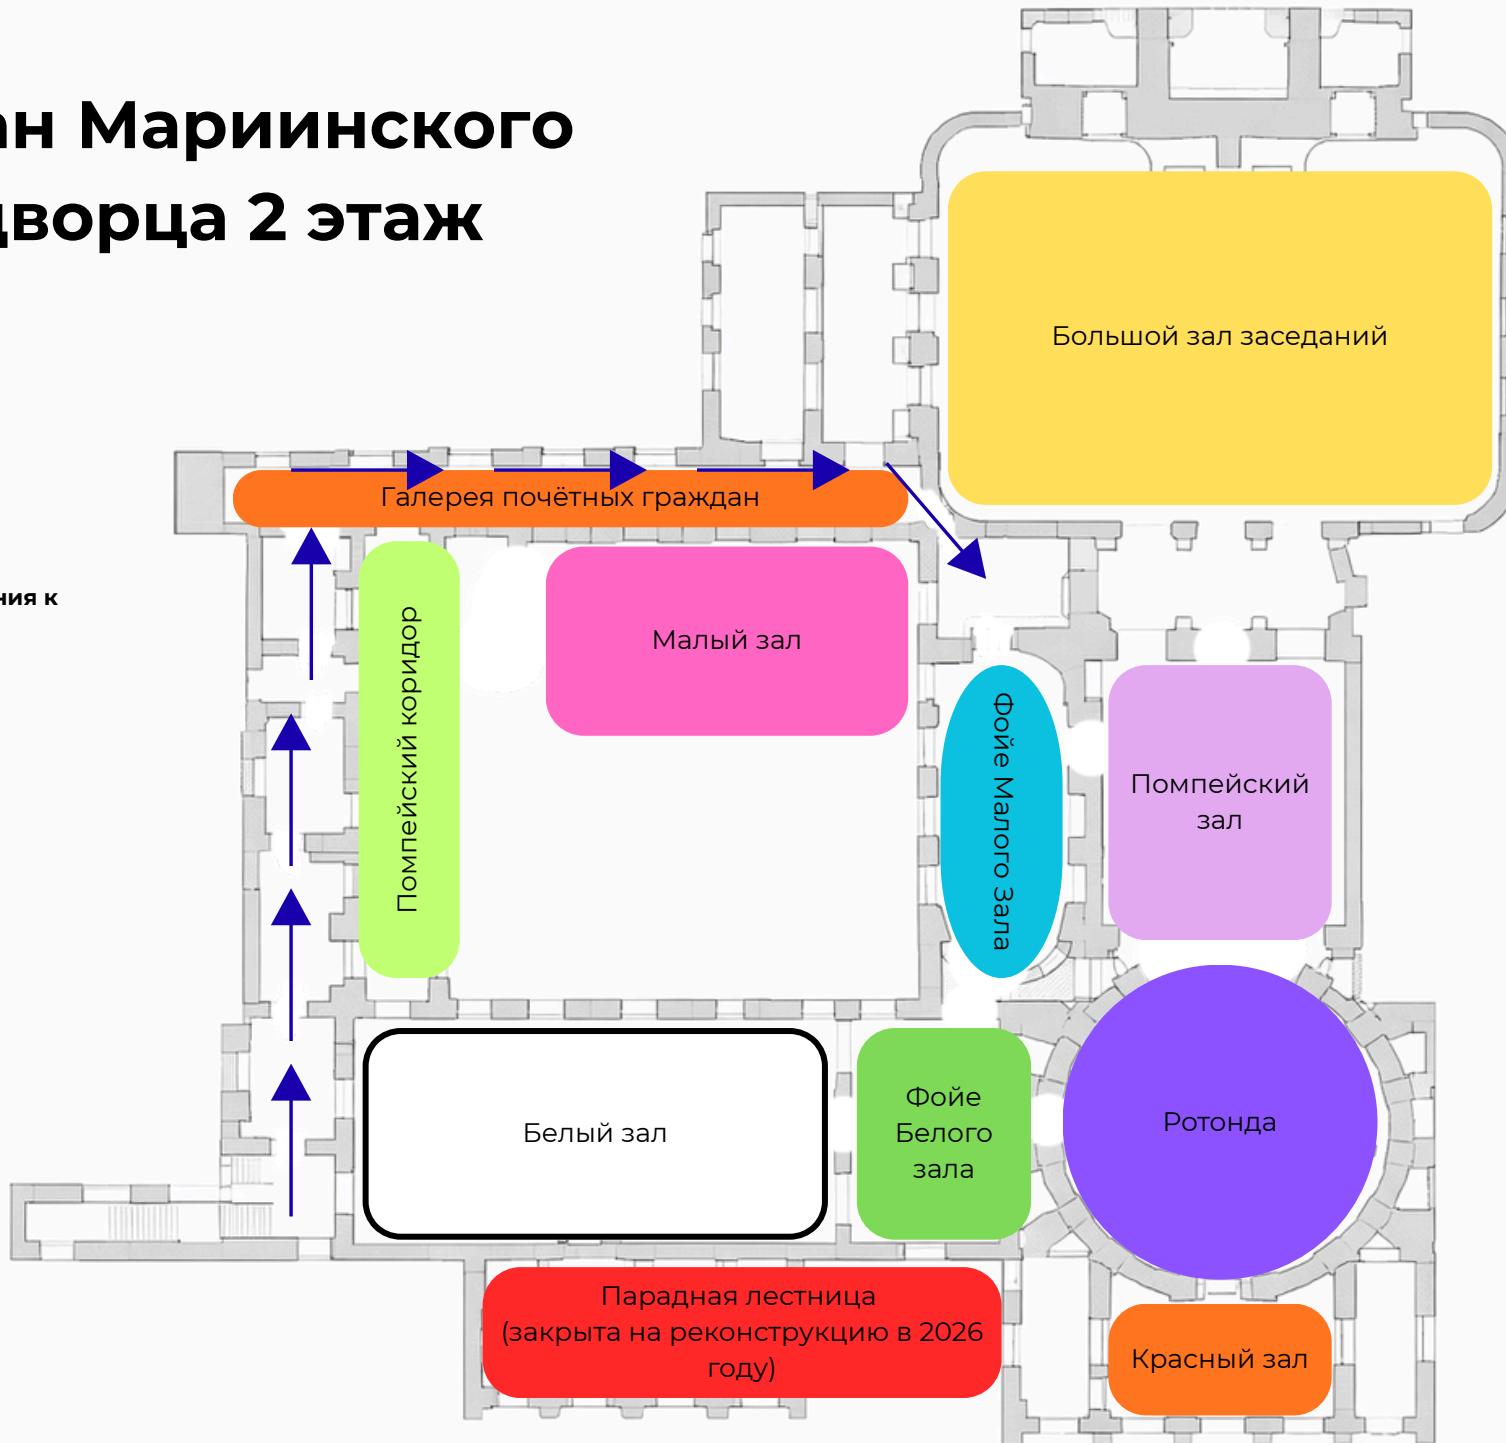 ан Мариинского
дворца 2 этаж
Большой зал заседаний
Галерея почётных граждан
ния к
Помпейский коридор
Малый зал
Фойе Малого Зала
Помпейский
зал
Белый зал
Фойе
Белого
зала
Ротонда
Парадная лестница
(закрыта на реконструкцию в 2026
году)
Красный зал